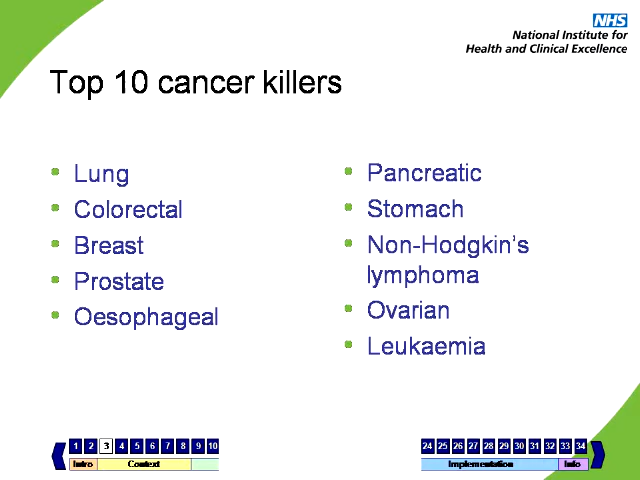 NHS
National Institute for
Health and Clinical Excellence
Top 10 cancer killers
• Lung
• Colorectal
• Breast
• Prostate
• Oesophageal
• Pancreatic
• Stomach
• Non-Hodgkin's
lymphoma
• Ovarian
• Leukaemia
1 2 3 4 5 6 7 8 9 10
Intro Context
24 25 26 27 28 29 30 31 32 33 34
Implementation Info